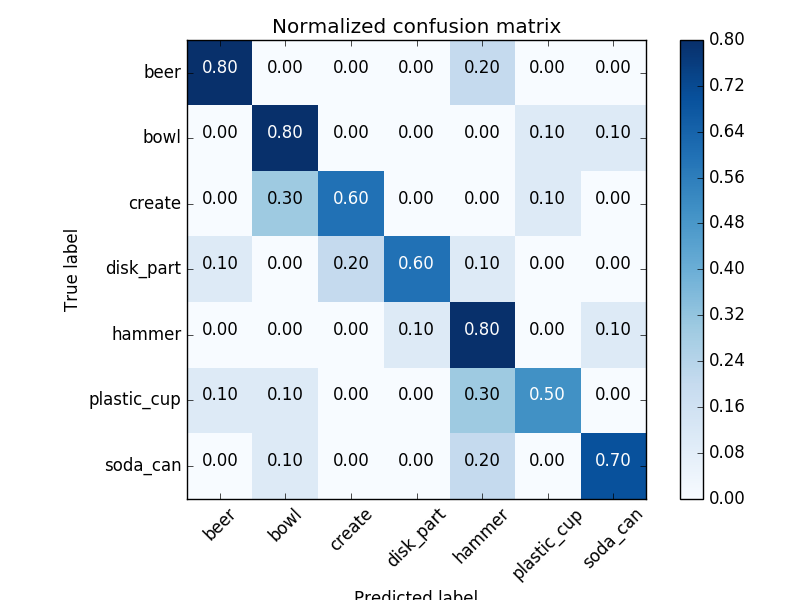 Normalized confusion matrix
True label
beer 0.80 0.00 0.00 0.00 0.20 0.00 0.00
bowl 0.00 0.80 0.00 0.00 0.00 0.10 0.10
create 0.00 0.30 0.60 0.00 0.00 0.10 0.00
disk_part 0.10 0.00 0.20 0.60 0.10 0.00 0.00
hammer 0.00 0.00 0.00 0.10 0.80 0.00 0.10
plastic_cup 0.10 0.10 0.00 0.00 0.30 0.50 0.00
soda_can 0.00 0.10 0.00 0.00 0.20 0.00 0.70
beer bowl create disk_part hammer plastic_cup soda_can
Predicted label
0.80
0.72
0.64
0.56
0.48
0.40
0.32
0.24
0.16
0.08
0.00